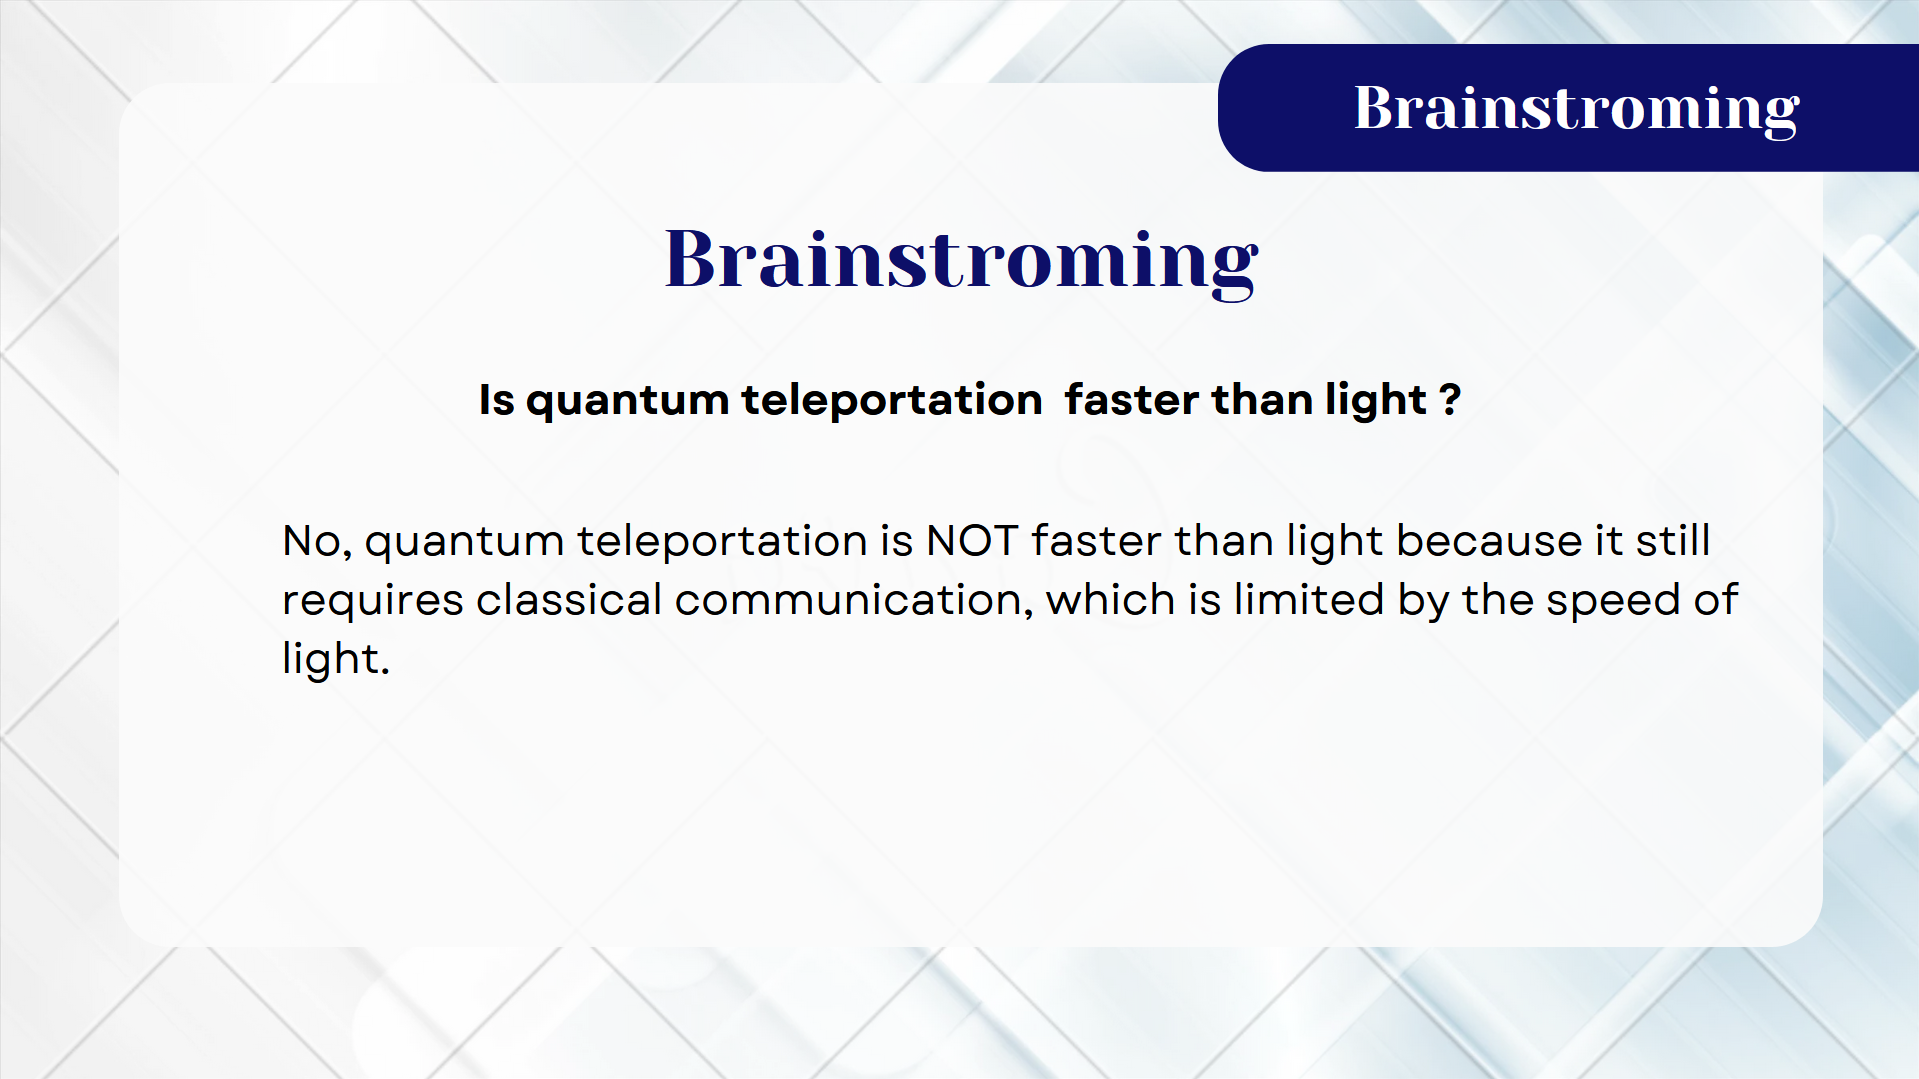 Brainstroming
Brainstroming
Is quantum teleportation  faster than light ?
No, quantum teleportation is NOT faster than light because it still
requires classical communication, which is limited by the speed of
light.